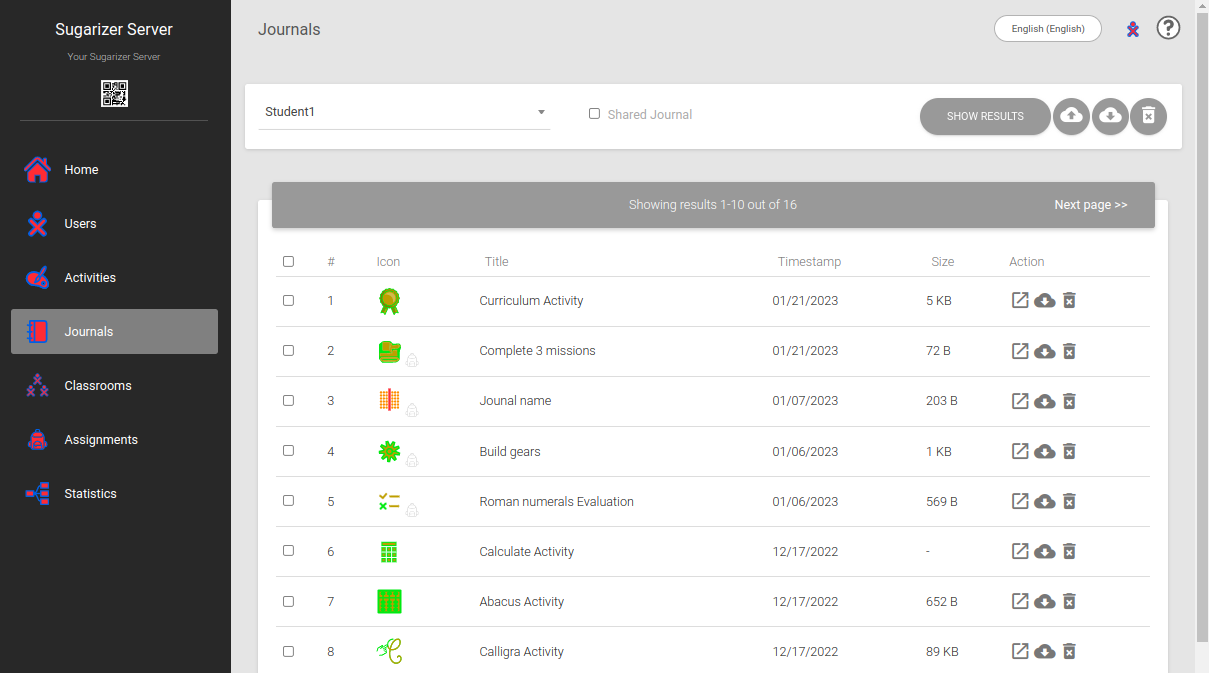 Sugarizer Server
Your Sugarizer Server
Home
Users
Activities
Journals
Classrooms
Assignments
Statistics
Journals
English (English)
?
Student1
Shared Journal
SHOW RESULTS
Showing results 1-10 out of 16
Next page >>
# Icon Title Timestamp Size Action
1 Curriculum Activity 01/21/2023 5 KB
2 Complete 3 missions 01/21/2023 72 B
3 Jounal name 01/07/2023 203 B
4 Build gears 01/06/2023 1 KB
5 Roman numerals Evaluation 01/06/2023 569 B
6 Calculate Activity 12/17/2022 -
7 Abacus Activity 12/17/2022 652 B
8 Calligra Activity 12/17/2022 89 KB